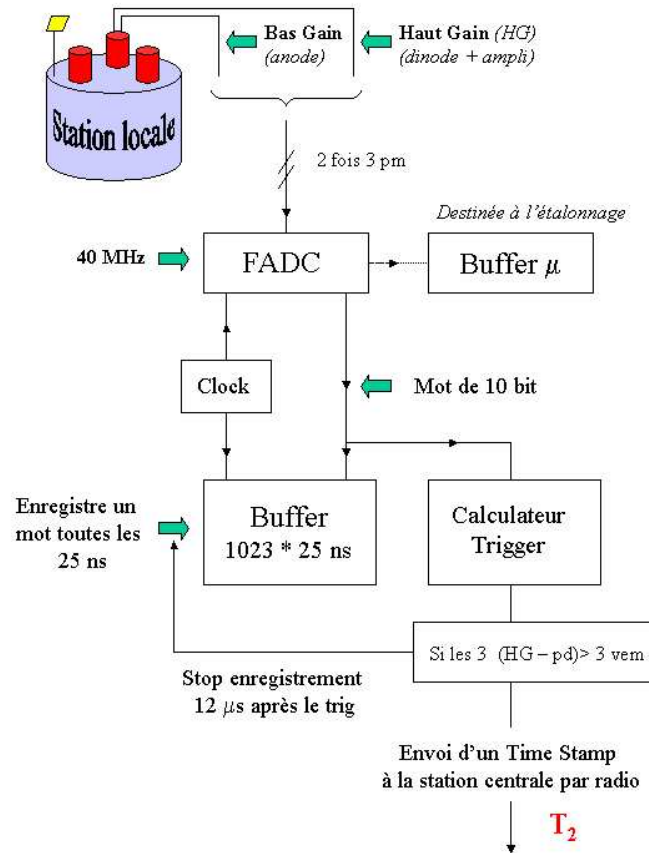 Bas Gain
(anode)
Haut Gain (HG)
(dinode + ampli)
Station locale
2 fois 3 pm
Destinée à l'étalonnage
40 MHz
FADC
Buffer μ
Clock
Mot de 10 bit
Enregistre un
mot toutes les
25 ns
Buffer
1023 * 25 ns
Calculateur
Trigger
Si les 3 (HG – pd)> 3 vem
Stop enregistrement
12 μs après le trig
Envoi d'un Time Stamp
à la station centrale par radio
T2